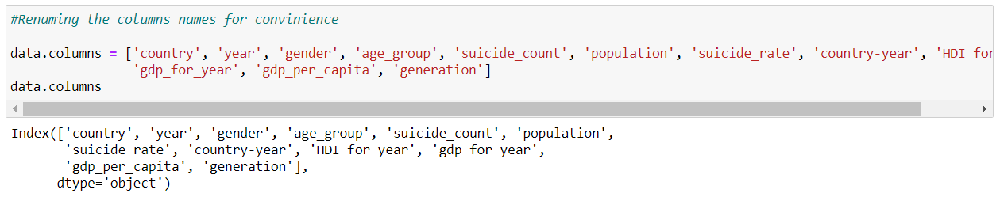 #Renaming the columns names for convinience
data.columns = ['country', 'year', 'gender', 'age_group', 'suicide_count', 'population', 'suicide_rate', 'country-year', 'HDI for
'gdp_for_year', 'gdp_per_capita', 'generation']
data.columns
Index(['country', 'year', 'gender', 'age_group', 'suicide_count', 'population',
'suicide_rate', 'country-year', 'HDI for year', 'gdp_for_year',
'gdp_per_capita', 'generation'],
dtype='object')